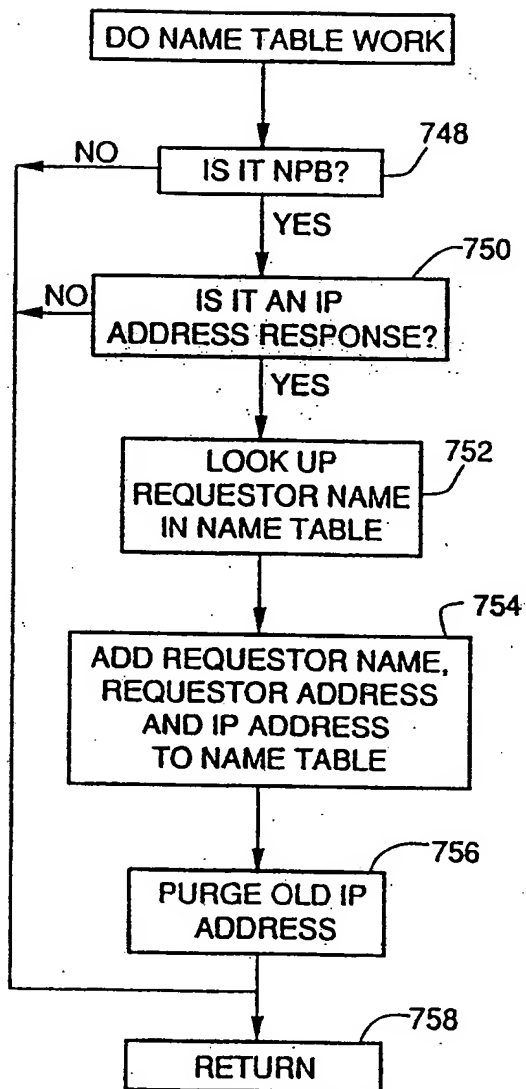 DO NAME TABLE WORK
748
NO
IS IT NPB?
YES
750
NO
IS IT AN IP
ADDRESS RESPONSE?
YES
752
LOOK UP
REQUESTOR NAME
IN NAME TABLE
754
ADD REQUESTOR NAME,
REQUESTOR ADDRESS
AND IP ADDRESS
TO NAME TABLE
756
PURGE OLD IP
ADDRESS
758
RETURN